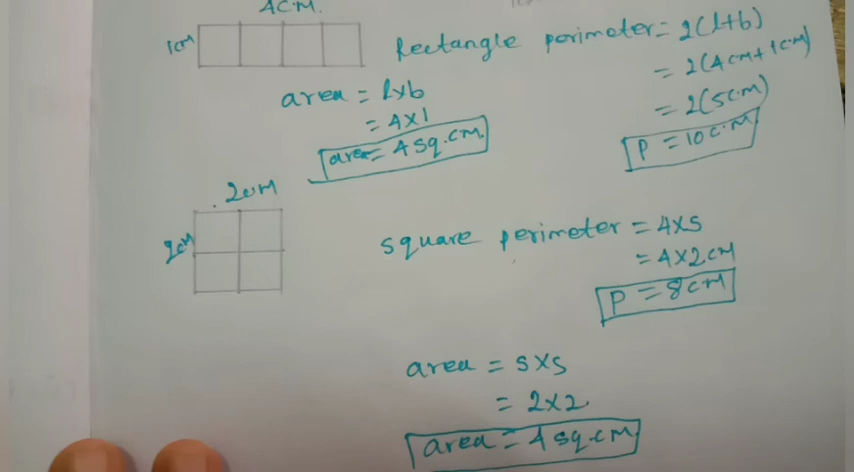 4CM.
1cm
Rectangle perimeter = 2(l+b)
= 2(4cm+1cm)
= 2(5cm)
P = 10c.m
area = lxb
= 4x1
area = 4sq.cm.
2cm
2cm
square perimeter = 4xs
= 4x2cm
P = 8cm
area = sxs
= 2x2
area = 4sq.cm